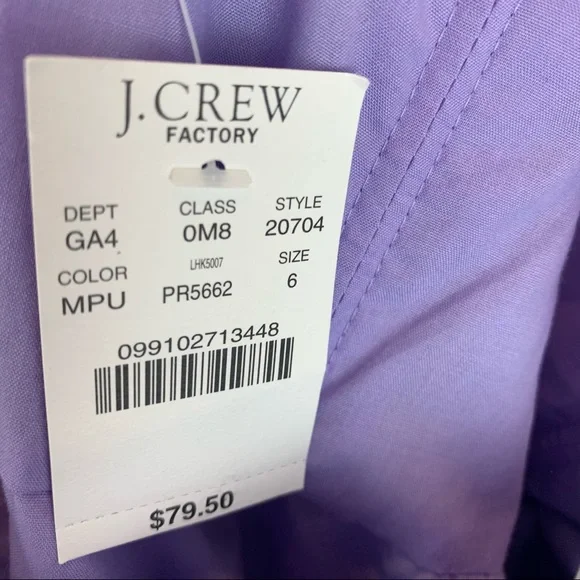 J.CREW
FACTORY
DEPT CLASS STYLE
GA4 0M8 20704
COLOR LHK5007 SIZE
MPU PR5662 6
099102713448
$79.50